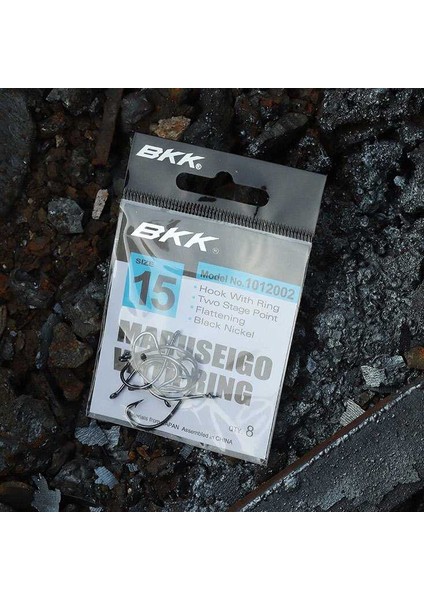 BKK®
BKK®
SIZE
15
Model No. 1012002
• Hook With Ring
• Two Stage Point
• Flattening
• Black Nickel
RING
JAPAN Assembled in CHINA
QTY 8